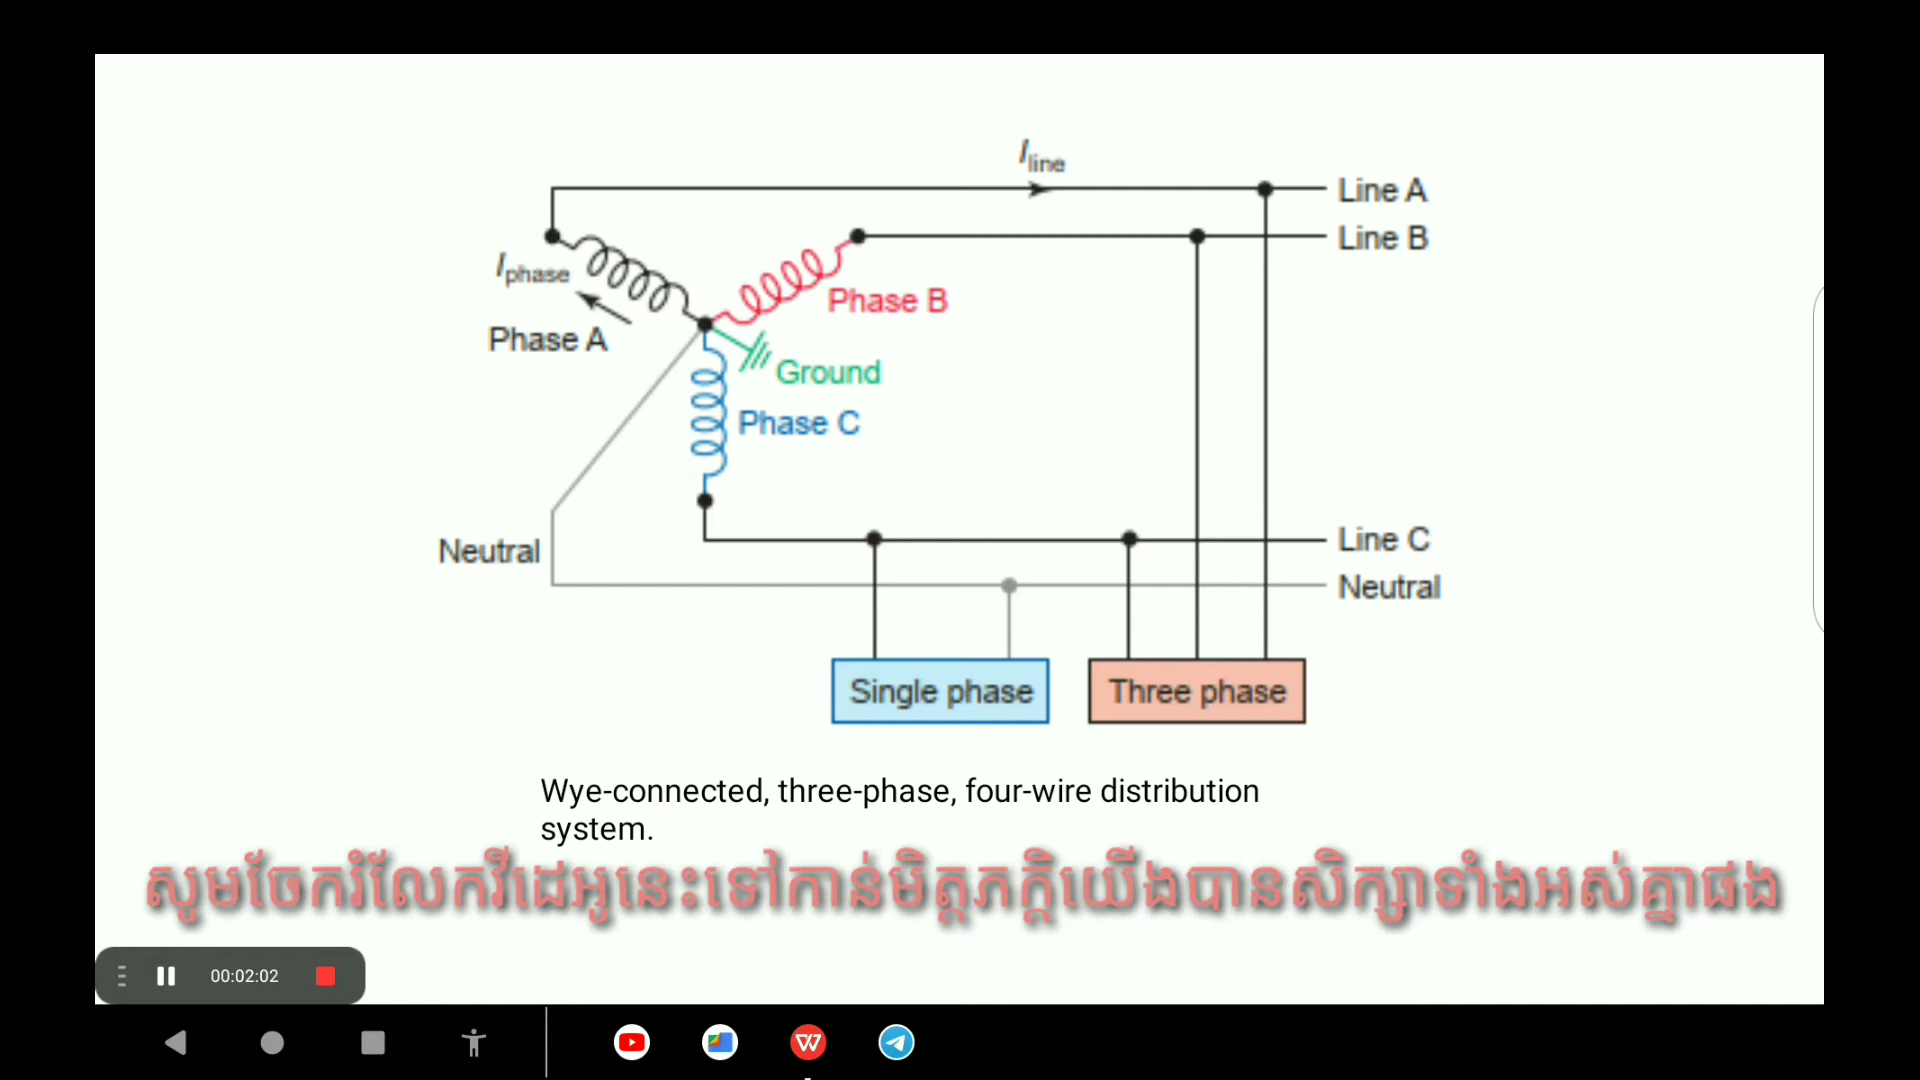 Iline
Line A
Line B
Iphase
Phase B
Phase A
Ground
Phase C
Neutral
Line C
Neutral
Single phase
Three phase
Wye-connected, three-phase, four-wire distribution
system.
សូមចែករំលែកវីដេអូនេះទៅកាន់មិត្តភក្តិយើងបានសិក្សាទាំងអស់គ្នាផង
00:02:02